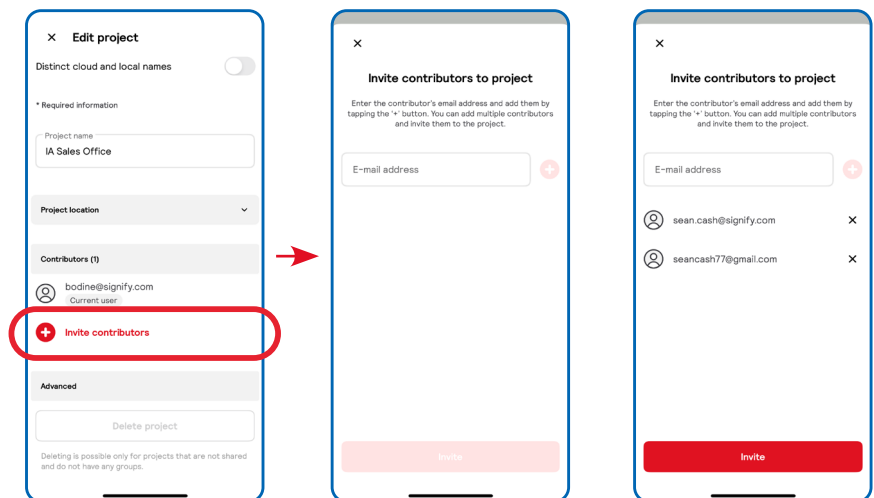 Edit project
Distinct cloud and local names
* Required information
Project name
IA Sales Office
Project location
Contributors (1)
bodine@signify.com
Current user
Invite contributors
Advanced
Delete project
Deleting is possible only for projects that are not shared
and do not have any groups.
Invite contributors to project
Enter the contributor's email address and add them by
tapping the '+' button. You can add multiple contributors
and invite them to the project.
E-mail address
Invite
Invite contributors to project
Enter the contributor's email address and add them by
tapping the '+' button. You can add multiple contributors
and invite them to the project.
E-mail address
sean.cash@signify.com
seancash77@gmail.com
Invite